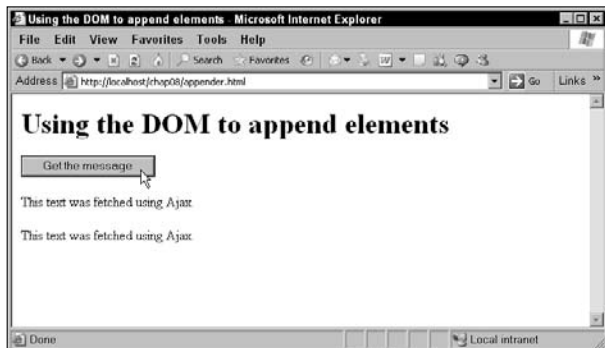 Using the DOM to append elements - Microsoft Internet Explorer
File Edit View Favorites Tools Help
Back Search Favorites
Address http://localhost/chap08/appender.html Go Links »
Using the DOM to append elements
Get the message
This text was fetched using Ajax.
This text was fetched using Ajax.
Done Local intranet